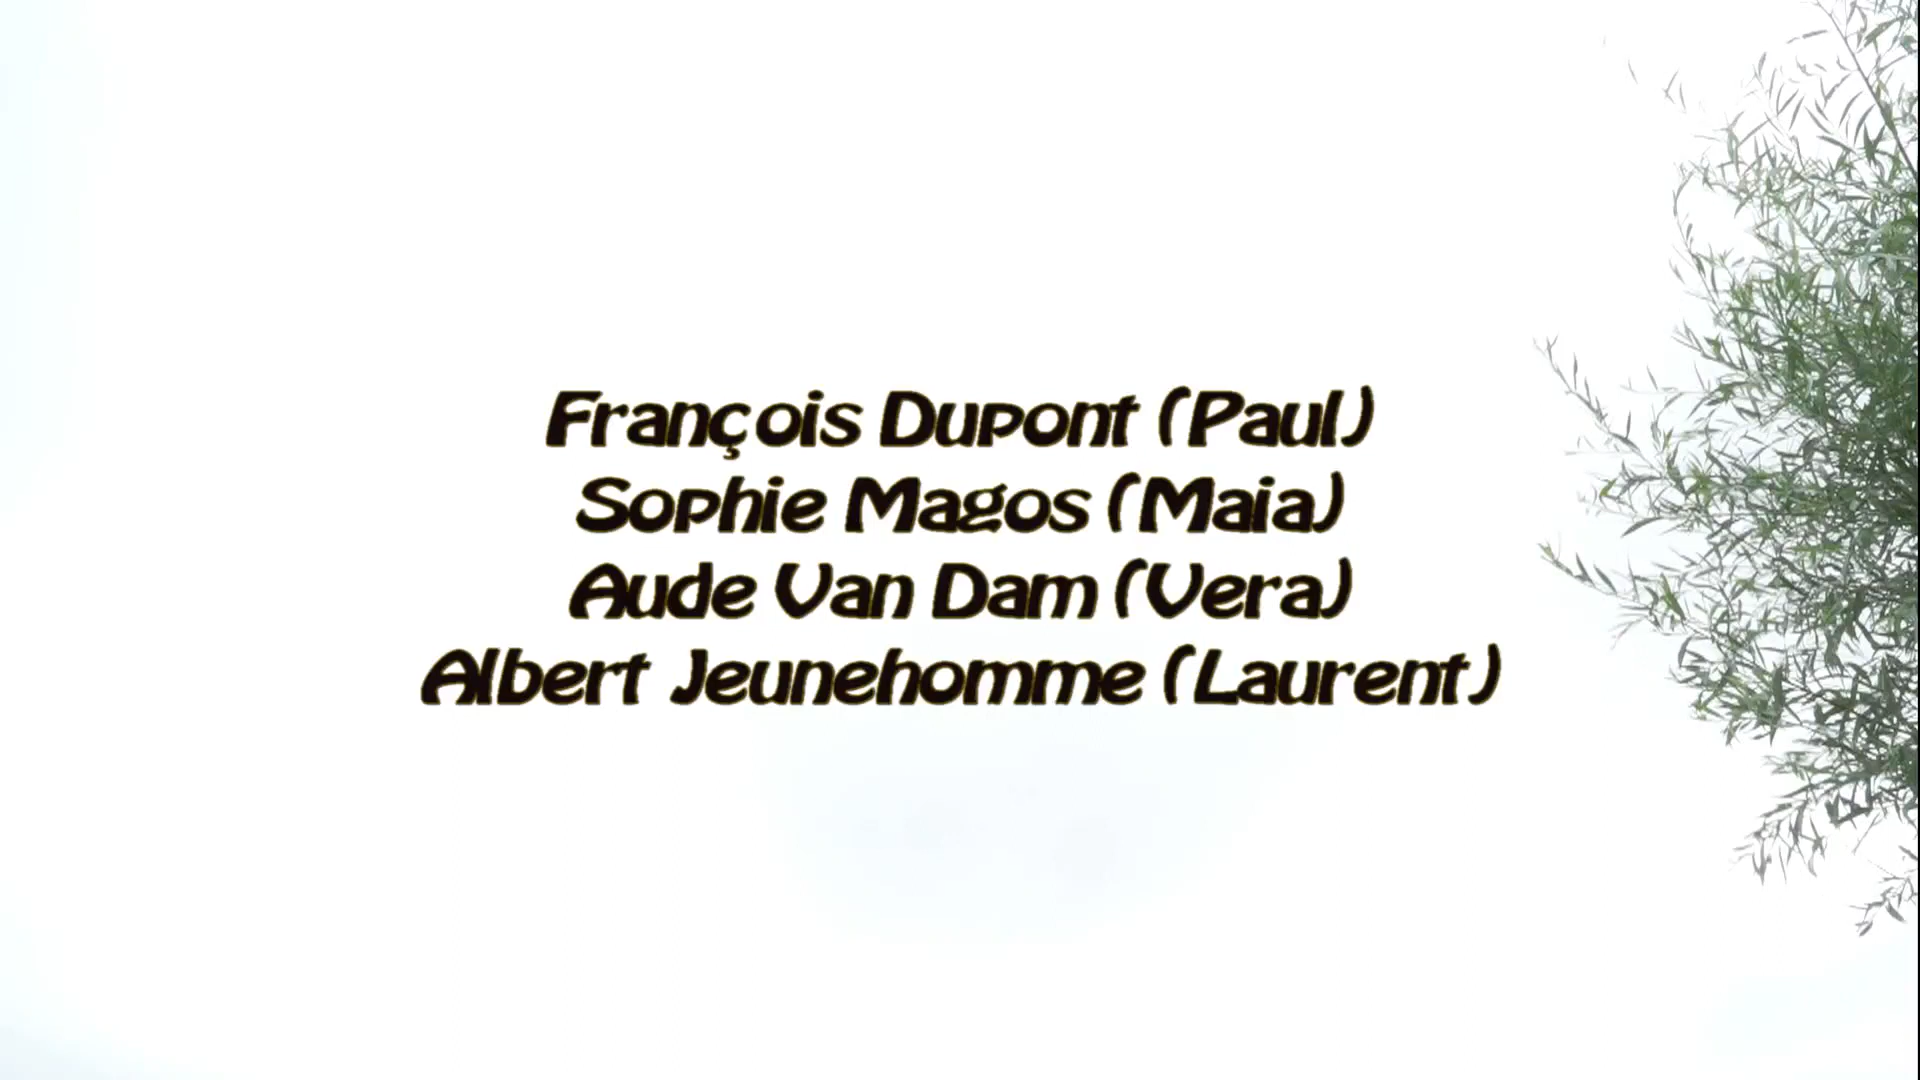 François Dupont (Paul)
Sophie Magos (Maia)
Aude Van Dam (Vera)
Albert Jeunehomme (Laurent)